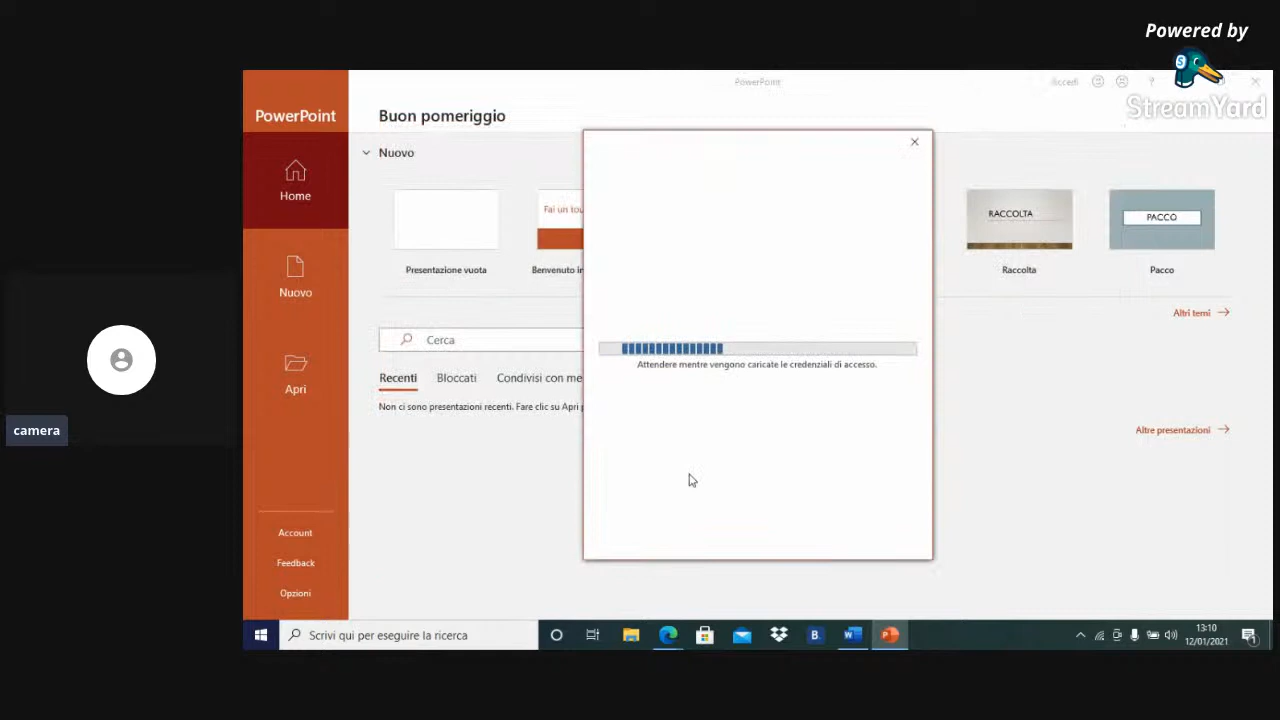 Powered by
StreamYard
PowerPoint
Accedi
?
PowerPoint
Buon pomeriggio
Nuovo
Home
Fai un tou
RACCOLTA
PACCO
Presentazione vuota
Benvenuto in
Raccolta
Pacco
Nuovo
Altri temi
Cerca
Attendere mentre vengono caricate le credenziali di accesso.
Apri
Recenti Bloccati Condivisi con me
Non ci sono presentazioni recenti. Fare clic su Apri p
Altre presentazioni
camera
Account
Feedback
Opzioni
Scrivi qui per eseguire la ricerca
B.
13:10
12/01/2021